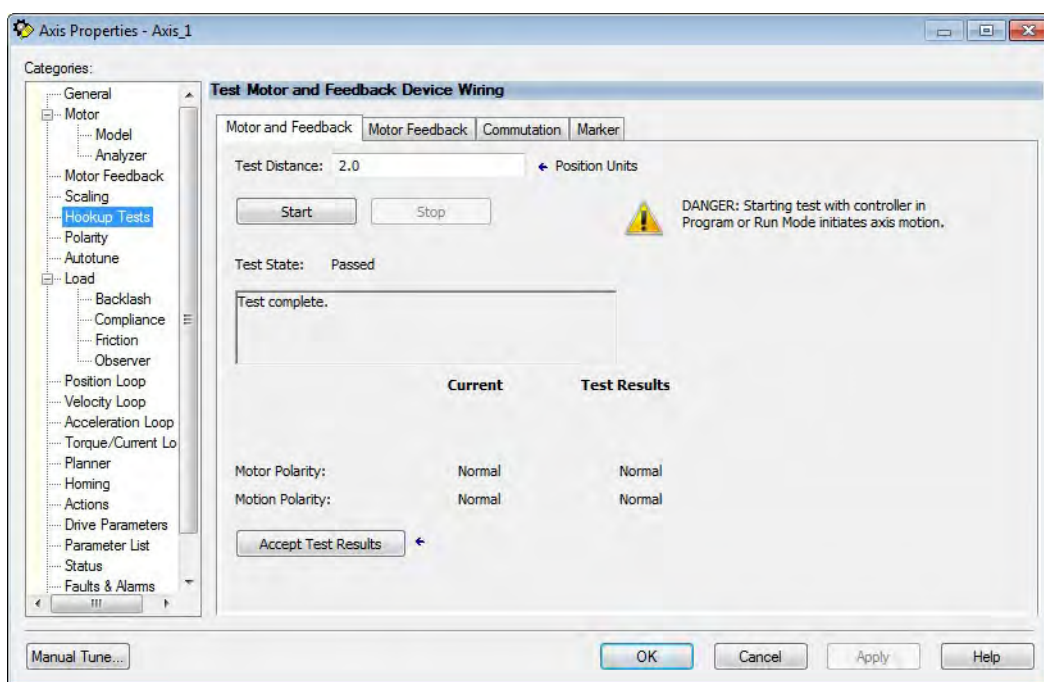 Axis Properties - Axis_1
Categories:
General
Motor
Model
Analyzer
Motor Feedback
Scaling
Hookup Tests
Polarity
Autotune
Load
Backlash
Compliance
Friction
Observer
Position Loop
Velocity Loop
Acceleration Loop
Torque/Current Lo
Planner
Homing
Actions
Drive Parameters
Parameter List
Status
Faults & Alarms
Test Motor and Feedback Device Wiring
Motor and Feedback Motor Feedback Commutation Marker
Test Distance: 2.0 Position Units
Start Stop
DANGER: Starting test with controller in
Program or Run Mode initiates axis motion.
Test State: Passed
Test complete.
Current Test Results
Motor Polarity: Normal Normal
Motion Polarity: Normal Normal
Accept Test Results
Manual Tune... OK Cancel Apply Help